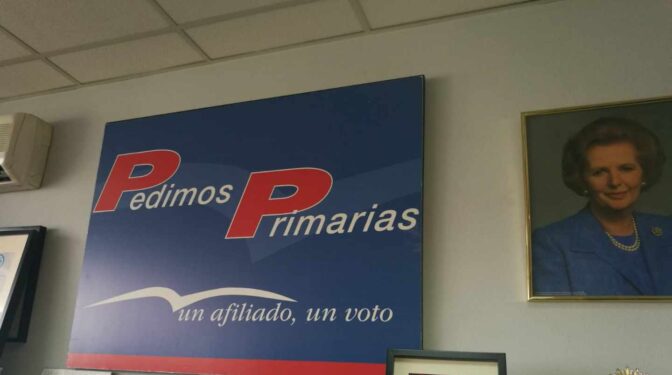 Pedimos
Primarias
un afiliado, un voto